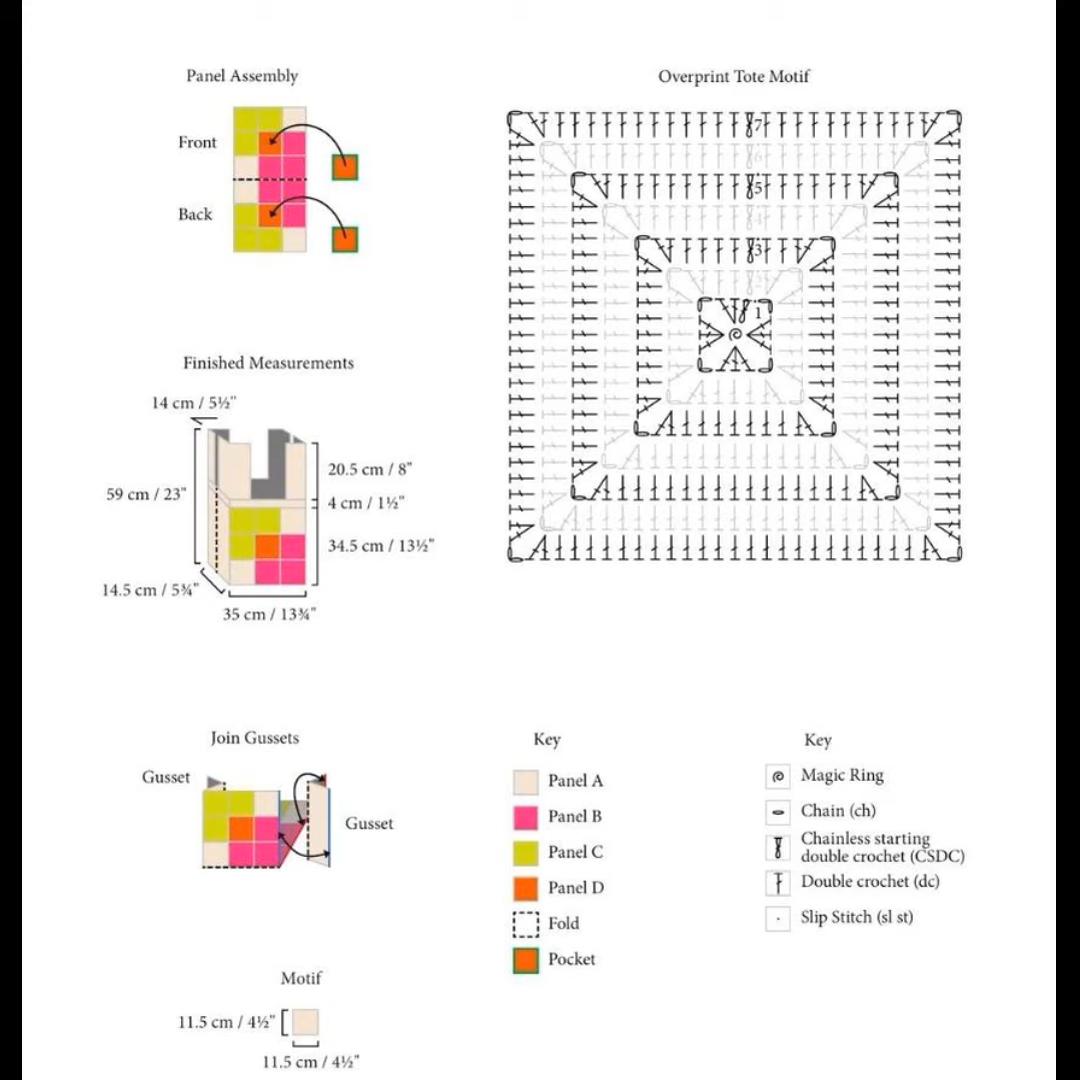 Panel Assembly
Front
Back
Overprint Tote Motif
7
6
5
4
3
2
1
Finished Measurements
14 cm / 5½"
59 cm / 23"
20.5 cm / 8"
4 cm / 1½"
34.5 cm / 13½"
14.5 cm / 5¾"
35 cm / 13¾"
Join Gussets
Gusset
Gusset
Motif
11.5 cm / 4½"
11.5 cm / 4½"
Key
Panel A
Panel B
Panel C
Panel D
Fold
Pocket
Key
Magic Ring
Chain (ch)
Chainless starting
double crochet (CSDC)
Double crochet (dc)
Slip Stitch (sl st)